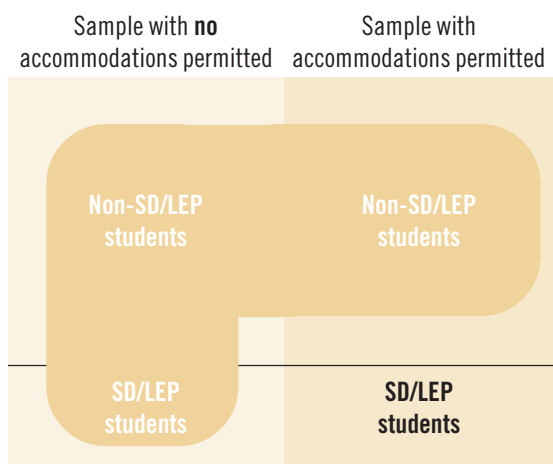 Sample with no
accommodations permitted
Sample with
accommodations permitted
Non-SD/LEP
students
Non-SD/LEP
students
SD/LEP
students
SD/LEP
students